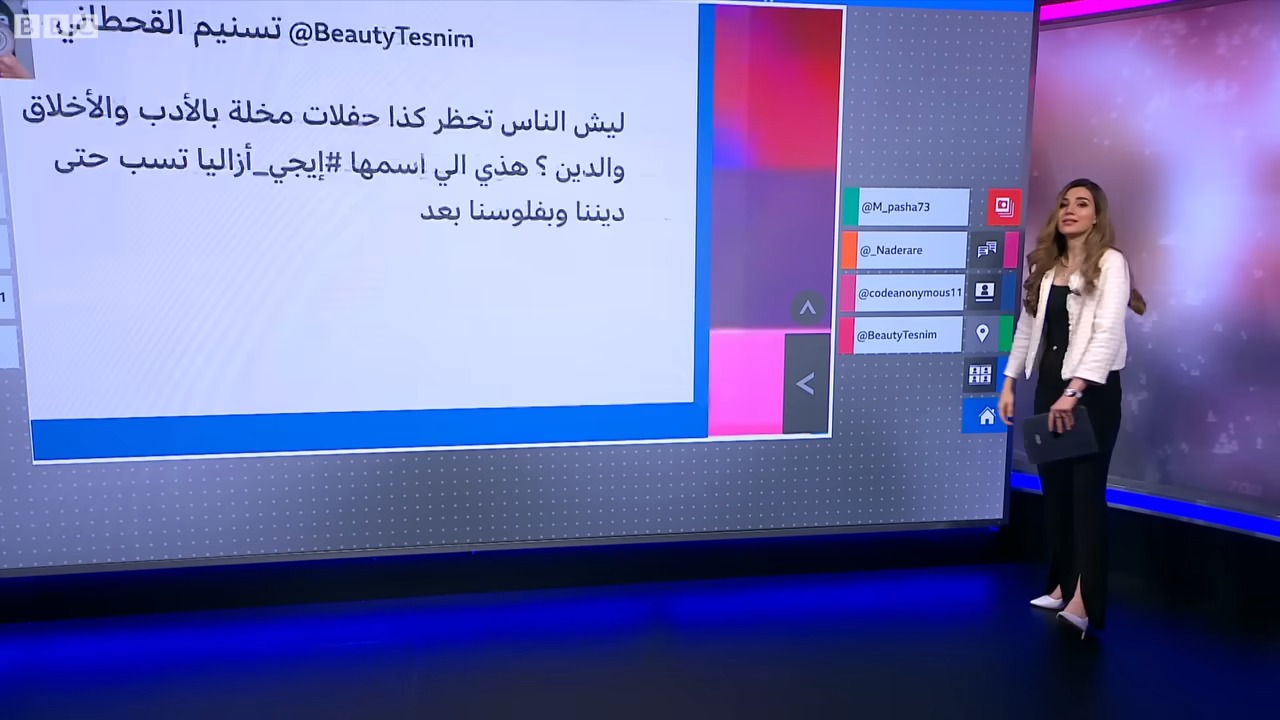 BBC
تسنيم القحطاني @BeautyTesnim
ليش الناس تحظر كذا حفلات مخلة بالأدب والأخلاق
والدين ؟ هذي الي اسمها #إيجي_أزاليا تسب حتى
ديننا وبفلوسنا بعد
@M_pasha73
@_Naderare
@codeanonymous11
@BeautyTesnim
1